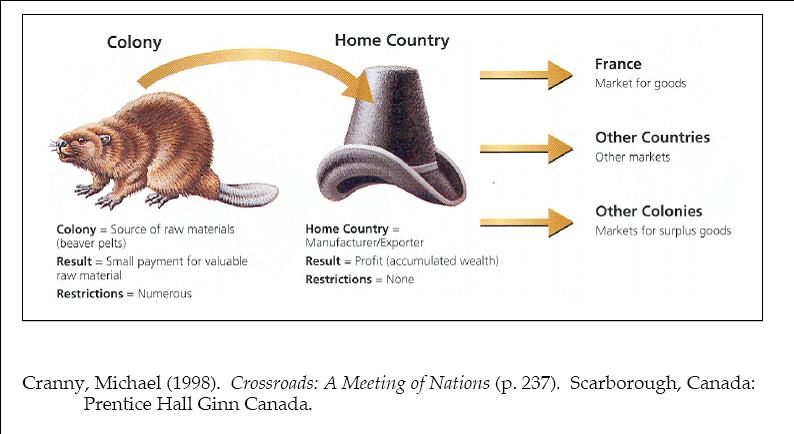 Colony
Home Country
France
Market for goods
Other Countries
Other markets
Other Colonies
Markets for surplus goods
Colony = Source of raw materials
(beaver pelts)
Result = Small payment for valuable
raw material
Restrictions = Numerous
Home Country =
Manufacturer/Exporter
Result = Profit (accumulated wealth)
Restrictions = None
Cranny, Michael (1998). Crossroads: A Meeting of Nations (p. 237). Scarborough, Canada:
Prentice Hall Ginn Canada.